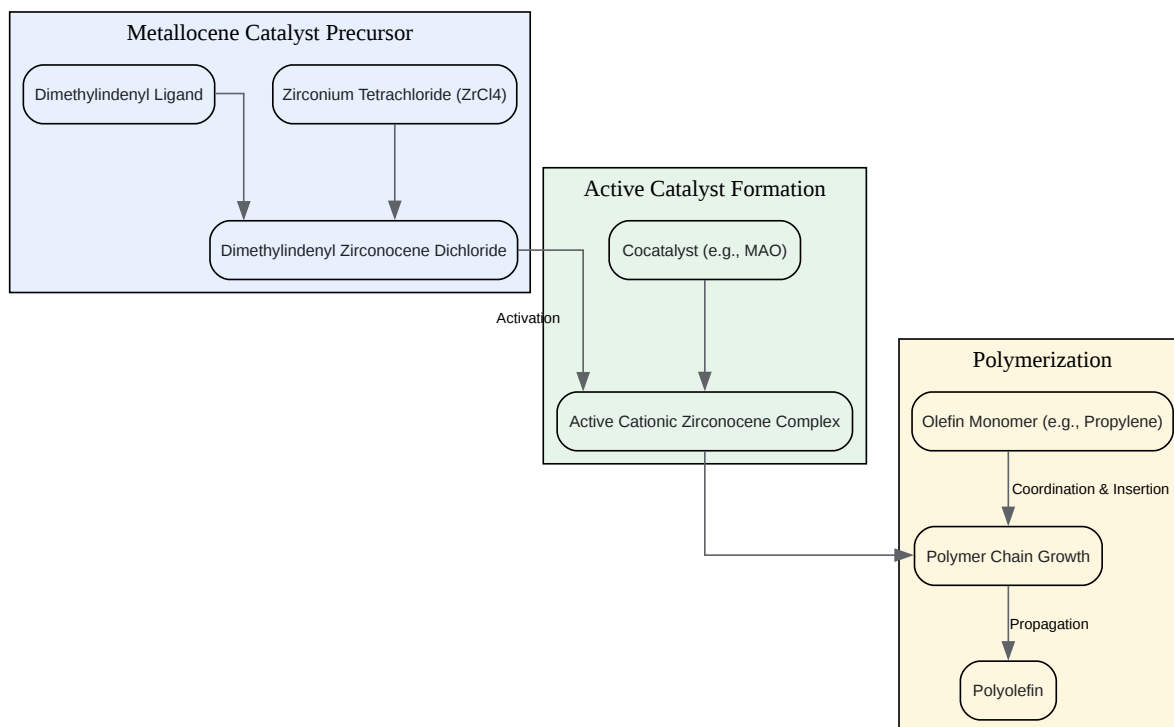 Metallocene Catalyst Precursor
Dimethylindenyl Ligand
Zirconium Tetrachloride (ZrCl4)
Dimethylindenyl Zirconocene Dichloride
Activation
Active Catalyst Formation
Cocatalyst (e.g., MAO)
Active Cationic Zirconocene Complex
Polymerization
Olefin Monomer (e.g., Propylene)
Coordination & Insertion
Polymer Chain Growth
Propagation
Polyolefin